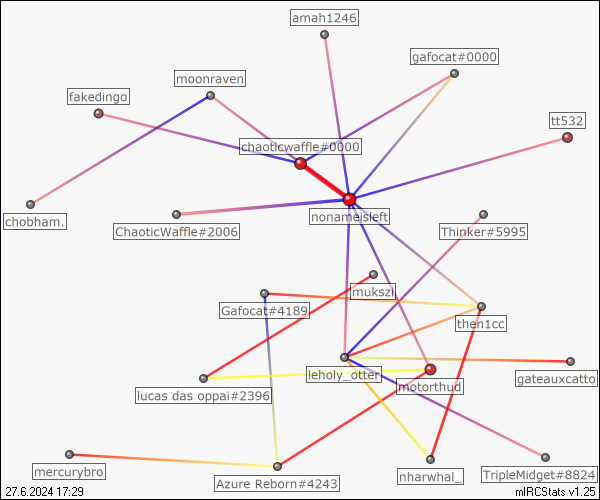 amah1246
gafocat#0000
moonraven
fakedingo
tt532
chaoticwaffle#0000
nonameisleft
chobham.
ChaoticWaffle#2006
Thinker#5995
mukszi
Gafocat#4189
then1cc
leholy_otter
motorthud
gateauxcatto
lucas das oppai#2396
mercurybro
Azure Reborn#4243
nharwhal_
TripleMidget#8824
27.6.2024 17:29
mIRCStats v1.25